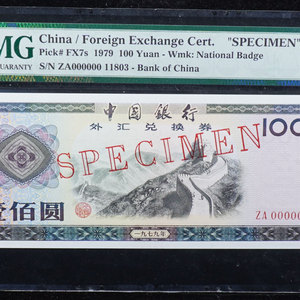 MG China / Foreign Exchange Cert. "SPECIMEN"
GUARANTY Pick# FX7s 1979 100 Yuan - Wmk: National Badge
S/N ZA000000 11803 - Bank of China
中国银行
外汇兑换券
100
SPECIMEN
壹佰圆
ZA 00000
一九七九年